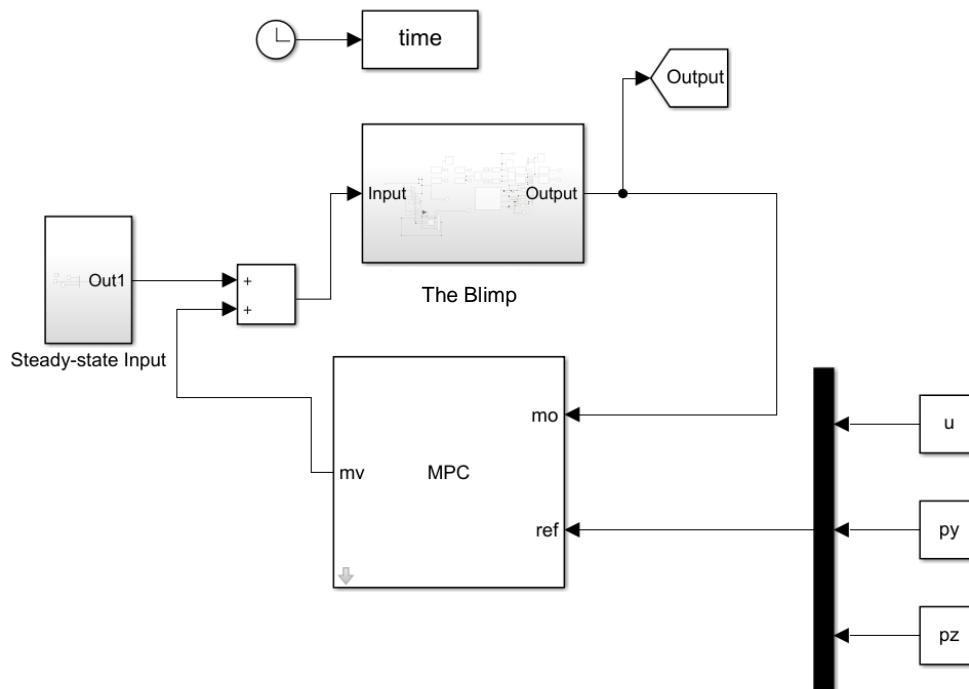 time
Output
Input
Output
The Blimp
Out1
+
+
Steady-state Input
mo
mv
MPC
ref
u
py
pz